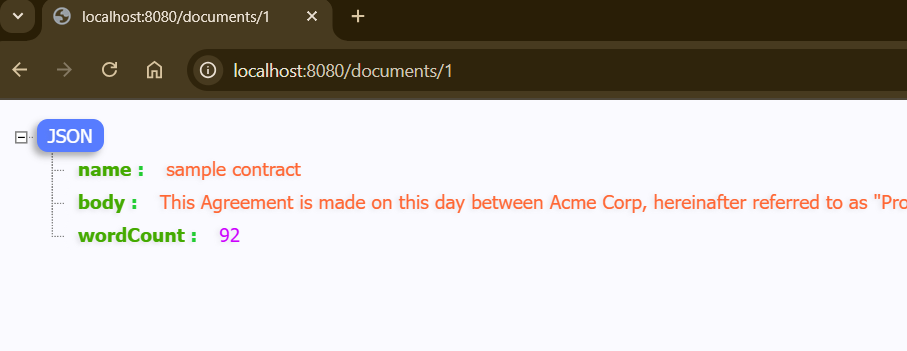 localhost:8080/documents/1
localhost:8080/documents/1
JSON
name : sample contract
body : This Agreement is made on this day between Acme Corp, hereinafter referred to as "Pro
wordCount : 92